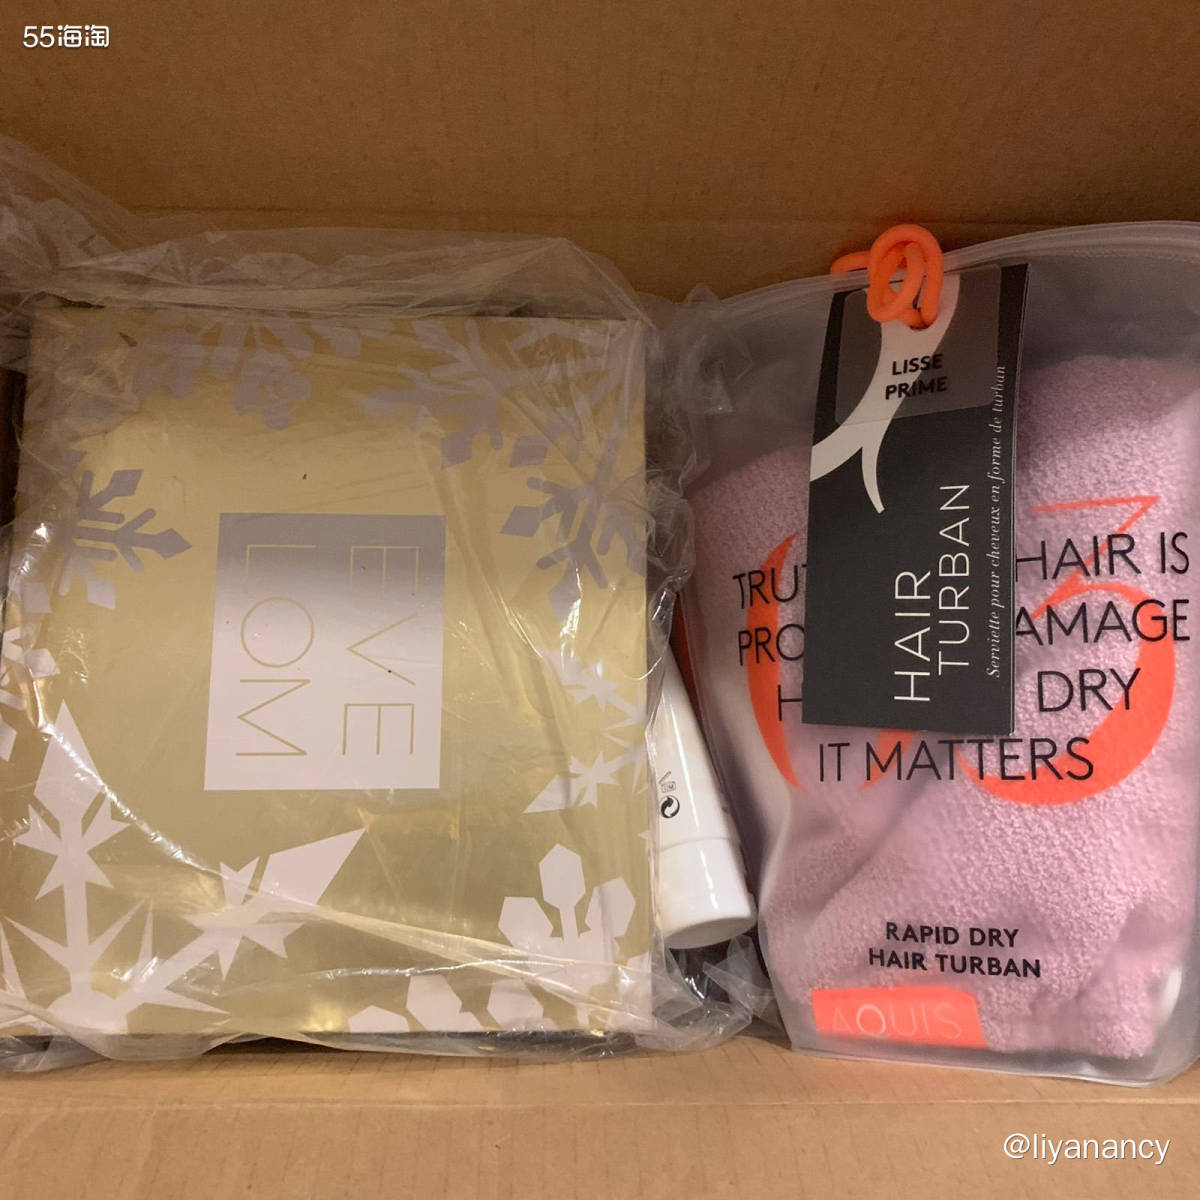 55海淘
EVE
LOM
LISSE
PRIME
HAIR
TURBAN
Serviette pour cheveux en forme de turban
HAIR IS
AMAGE
DRY
IT MATTERS
RAPID DRY
HAIR TURBAN
AQUIS
@liyanancy